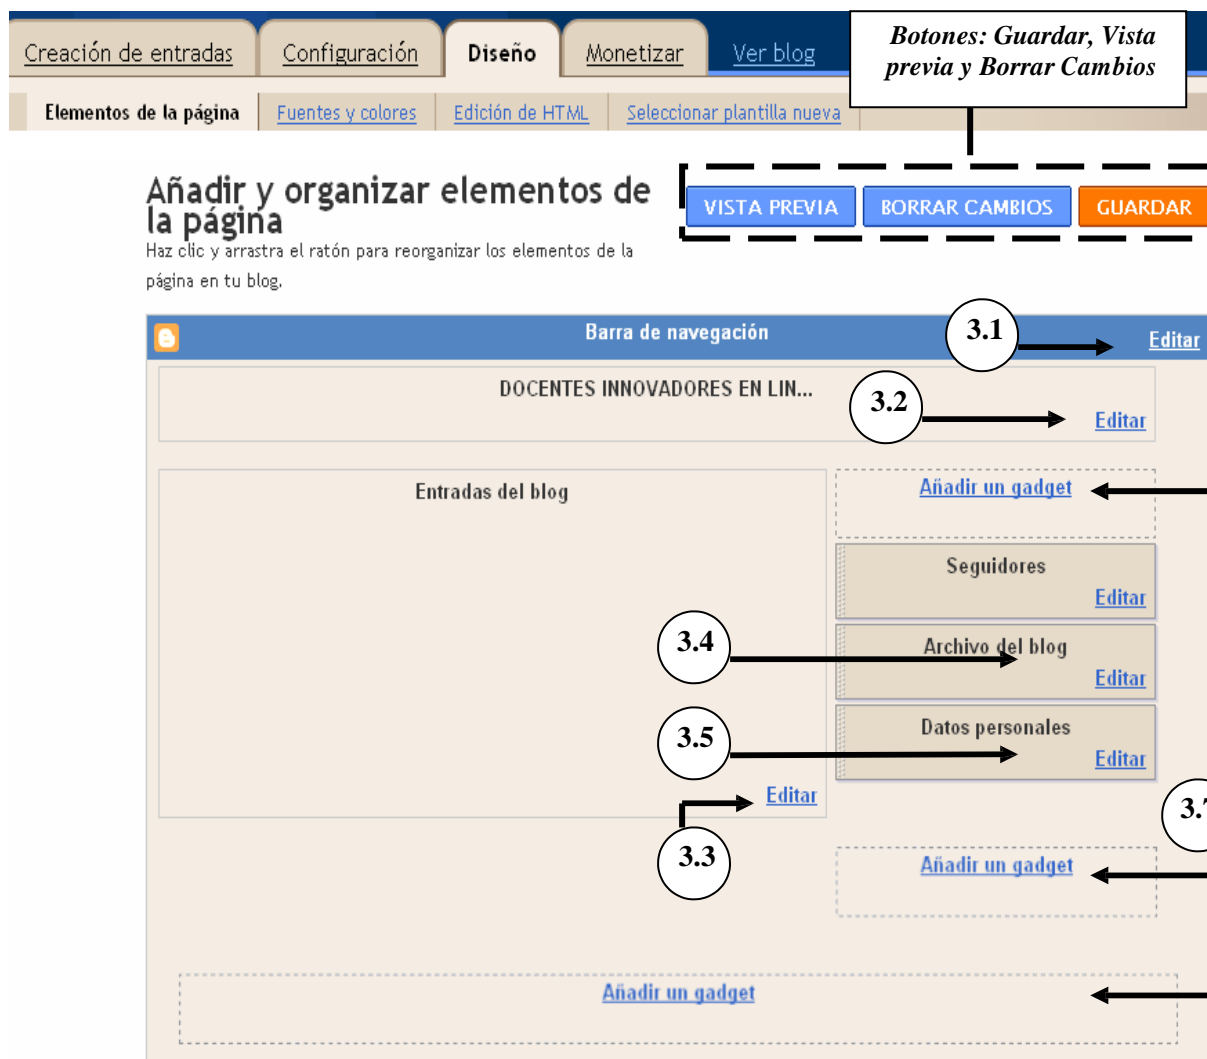 Creación de entradas
Configuración
Diseño
Monetizar
Ver blog
Botones: Guardar, Vista
previa y Borrar Cambios
Elementos de la página
Fuentes y colores
Edición de HTML
Seleccionar plantilla nueva
Añadir y organizar elementos de
la página
VISTA PREVIA
BORRAR CAMBIOS
GUARDAR
Haz clic y arrastra el ratón para reorganizar los elementos de la
página en tu blog.
Barra de navegación
3.1
Editar
DOCENTES INNOVADORES EN LIN...
3.2
Editar
Entradas del blog
Añadir un gadget
Seguidores
Editar
3.4
Archivo del blog
Editar
3.5
Datos personales
Editar
Editar
3.3
3.7
Añadir un gadget
Añadir un gadget